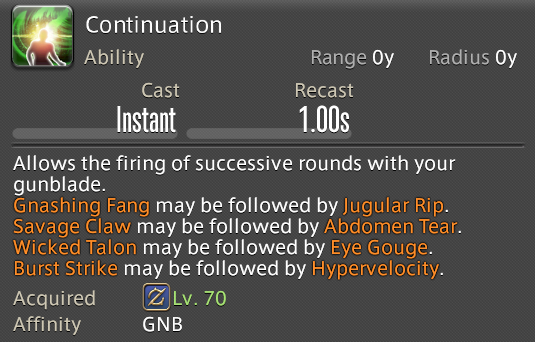 Continuation
Ability Range 0y Radius 0y
Cast Recast
Instant 1.00s
Allows the firing of successive rounds with your
gunblade.
Gnashing Fang may be followed by Jugular Rip.
Savage Claw may be followed by Abdomen Tear.
Wicked Talon may be followed by Eye Gouge.
Burst Strike may be followed by Hypervelocity.
Acquired Lv. 70
Affinity GNB